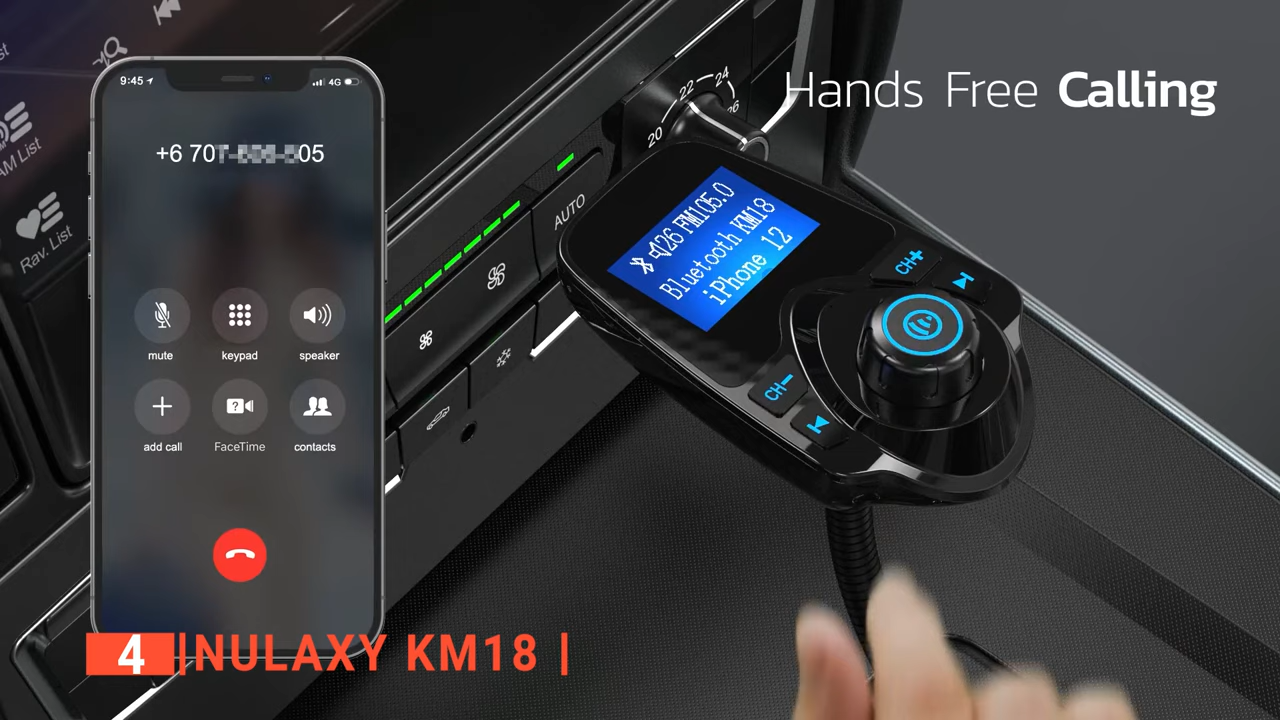 Hands Free Calling
9:45
4G
+6 70 05
mute
keypad
speaker
add call
FaceTime
contacts
AM List
Rav. List
20
22
24
26
AUTO
26 FM105.0
Bluetooth KM18
iPhone 12
CH+
CH−
4 |NULAXY KM18 |